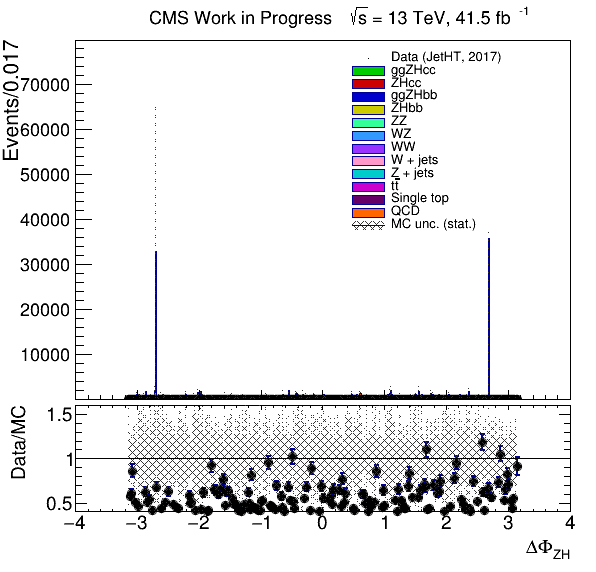 CMS Work in Progress √s = 13 TeV, 41.5 fb⁻¹
Events/0.017
70000
60000
50000
40000
30000
20000
10000
Data (JetHT, 2017)
ggZHcc
ZHcc
ggZHbb
ZHbb
ZZ
WZ
WW
W + jets
Z + jets
tt̅
Single top
QCD
MC unc. (stat.)
Data/MC
1.5
1
0.5
−4 −3 −2 −1 0 1 2 3 4
ΔΦ_ZH